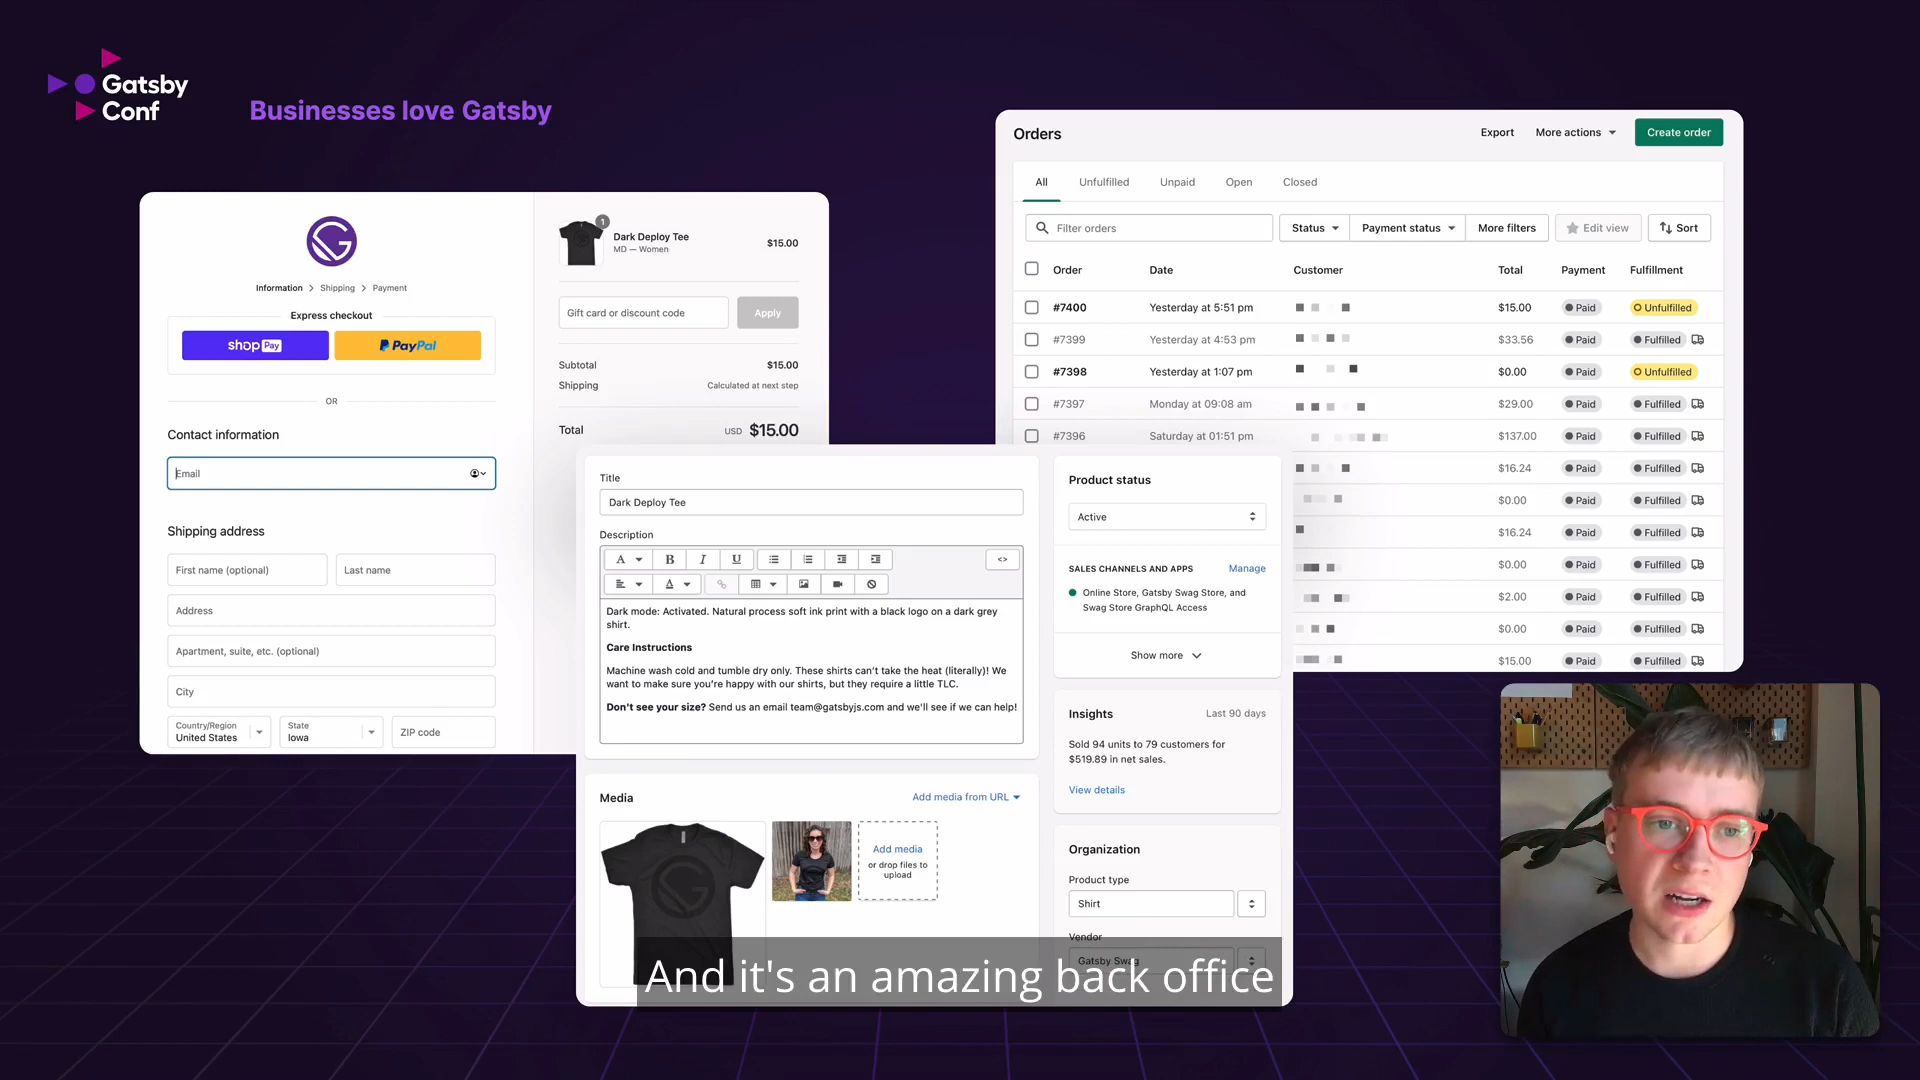 Gatsby
Conf
Businesses love Gatsby
Information > Shipping > Payment
Express checkout
shop Pay
PayPal
OR
Contact information
Email
Shipping address
First name (optional)
Last name
Address
Apartment, suite, etc. (optional)
City
Country/Region
United States
State
Iowa
ZIP code
1
Dark Deploy Tee
MD — Women
$15.00
Gift card or discount code
Apply
Subtotal
$15.00
Shipping
Calculated at next step
Total
USD $15.00
Orders
Export
More actions
Create order
All
Unfulfilled
Unpaid
Open
Closed
Filter orders
Status
Payment status
More filters
Edit view
Sort
Order Date Customer Total Payment Fulfillment
#7400 Yesterday at 5:51 pm $15.00 Paid Unfulfilled
#7399 Yesterday at 4:53 pm $33.56 Paid Fulfilled
#7398 Yesterday at 1:07 pm $0.00 Paid Unfulfilled
#7397 Monday at 09:08 am $29.00 Paid Fulfilled
#7396 Saturday at 01:51 pm $137.00 Paid Fulfilled
$16.24 Paid Fulfilled
$0.00 Paid Fulfilled
$16.24 Paid Fulfilled
$0.00 Paid Fulfilled
$2.00 Paid Fulfilled
$0.00 Paid Fulfilled
$15.00 Paid Fulfilled
Title
Dark Deploy Tee
Description
A B I U <>
A
Dark mode: Activated. Natural process soft ink print with a black logo on a dark grey
shirt.
Care Instructions
Machine wash cold and tumble dry only. These shirts can't take the heat (literally)! We
want to make sure you're happy with our shirts, but they require a little TLC.
Don't see your size? Send us an email team@gatsbyjs.com and we'll see if we can help!
Media
Add media from URL
Add media
or drop files to
upload
Product status
Active
SALES CHANNELS AND APPS
Manage
Online Store, Gatsby Swag Store, and
Swag Store GraphQL Access
Show more
Insights
Last 90 days
Sold 94 units to 79 customers for
$519.89 in net sales.
View details
Organization
Product type
Shirt
Vendor
Gatsby Swag
And it's an amazing back office